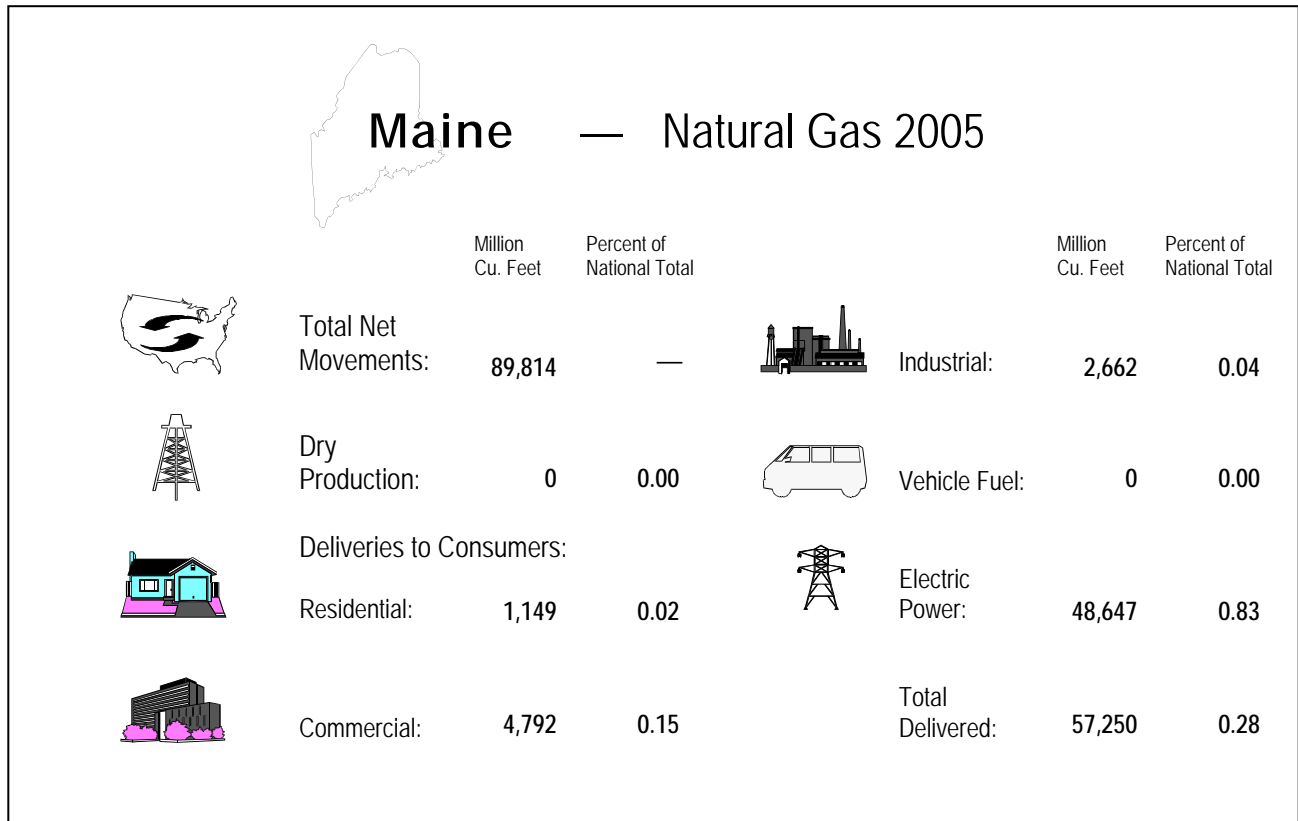 Maine — Natural Gas 2005
Million Cu. Feet Percent of National Total
Total Net
Movements: 89,814 —
Dry
Production: 0 0.00
Deliveries to Consumers:
Residential: 1,149 0.02
Commercial: 4,792 0.15
Million Cu. Feet Percent of National Total
Industrial: 2,662 0.04
Vehicle Fuel: 0 0.00
Electric
Power: 48,647 0.83
Total
Delivered: 57,250 0.28